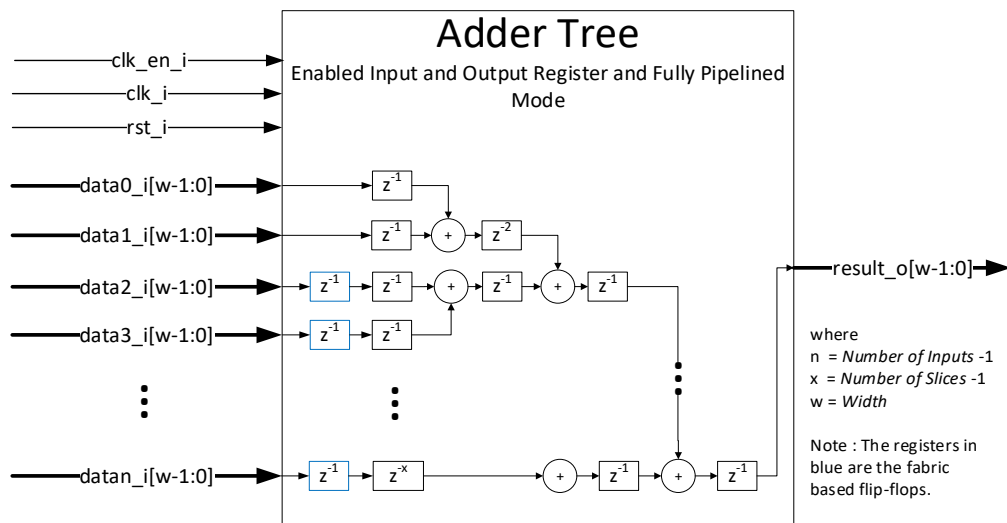 Adder Tree
Enabled Input and Output Register and Fully Pipelined
Mode
clk_en_i
clk_i
rst_i
data0_i[w-1:0]
z-1
data1_i[w-1:0]
z-1
+
z-2
data2_i[w-1:0]
z-1
z-1
+
z-1
+
z-1
result_o[w-1:0]
data3_i[w-1:0]
z-1
z-1
where
n = Number of Inputs -1
x = Number of Slices -1
w = Width
Note : The registers in
blue are the fabric
based flip-flops.
datan_i[w-1:0]
z-1
z-x
+
z-1
+
z-1